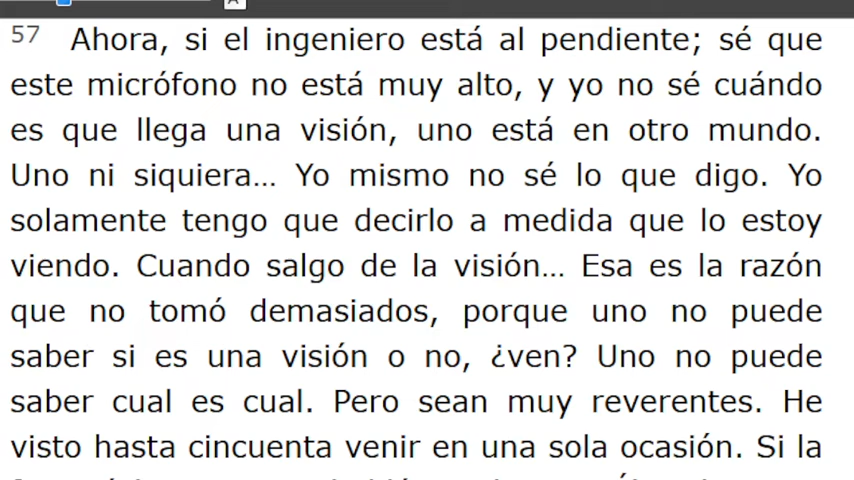 57 Ahora, si el ingeniero está al pendiente; sé que
este micrófono no está muy alto, y yo no sé cuándo
es que llega una visión, uno está en otro mundo.
Uno ni siquiera… Yo mismo no sé lo que digo. Yo
solamente tengo que decirlo a medida que lo estoy
viendo. Cuando salgo de la visión… Esa es la razón
que no tomó demasiados, porque uno no puede
saber si es una visión o no, ¿ven? Uno no puede
saber cual es cual. Pero sean muy reverentes. He
visto hasta cincuenta venir en una sola ocasión. Si la